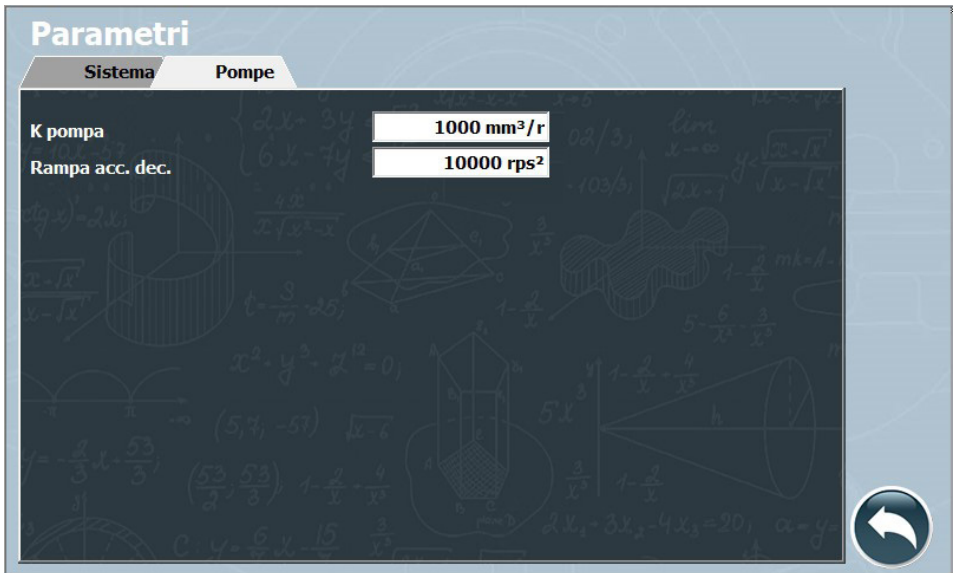 Parametri
Sistema Pompe
K pompa 1000 mm³/r
Rampa acc. dec. 10000 rps²